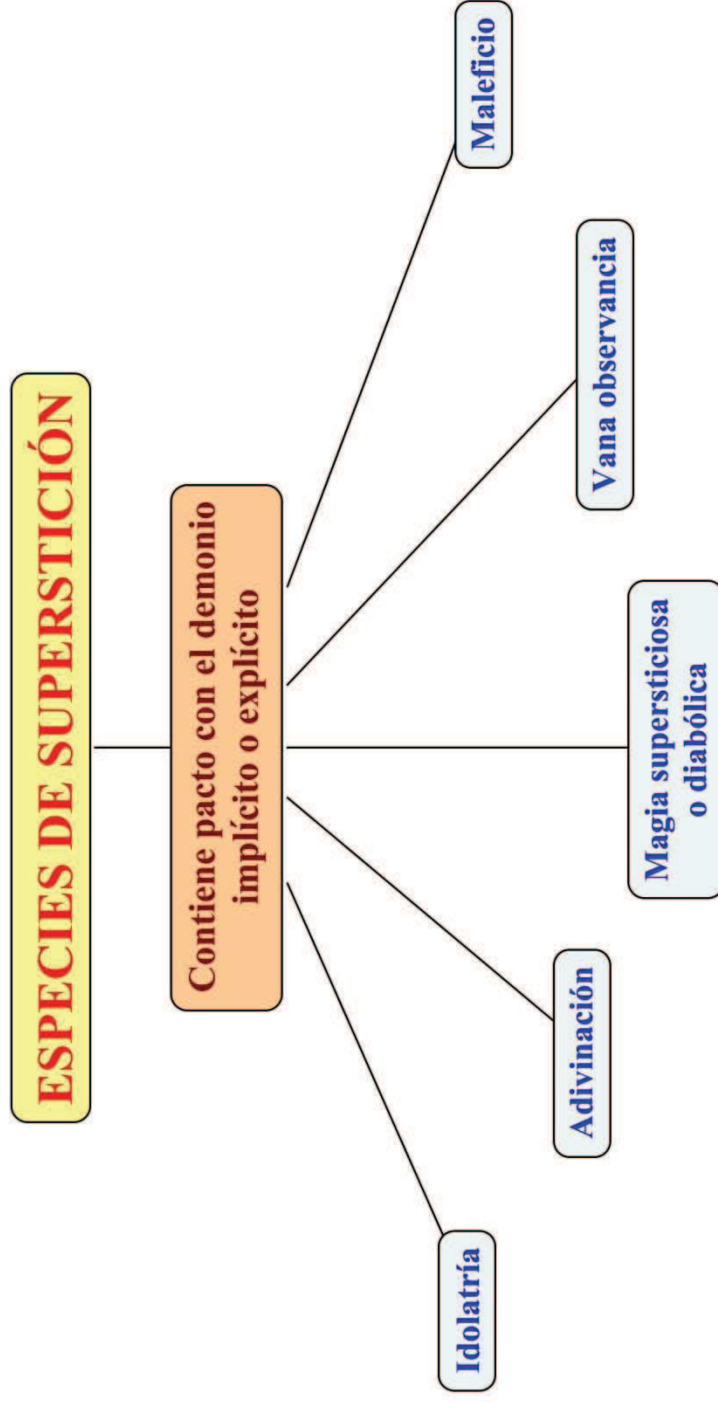 ESPECIES DE SUPERSTICIÓN
Contiene pacto con el demonio
implícito o explícito
Idolatría
Adivinación
Magia supersticiosa
o diabólica
Vana observancia
Maleficio